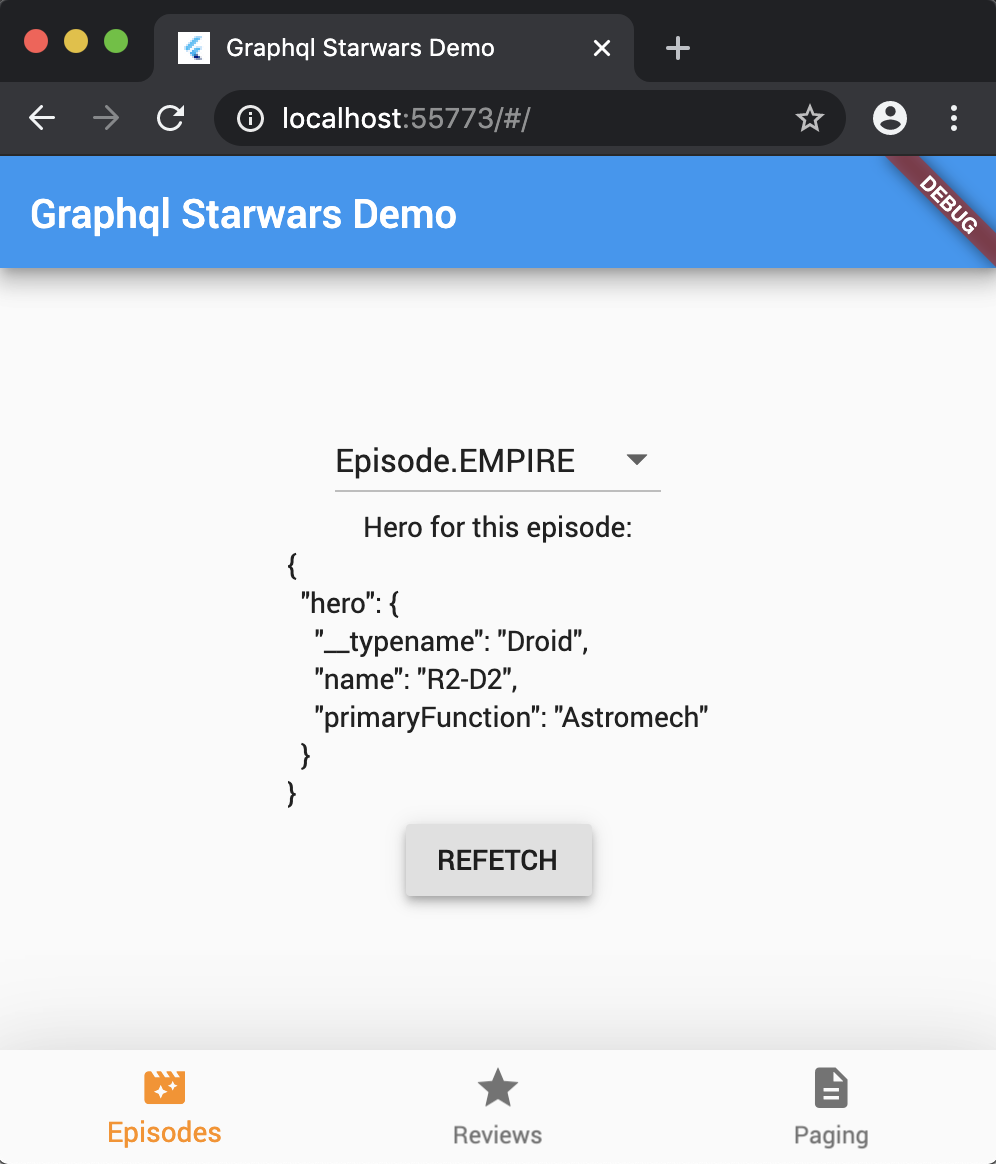 Graphql Starwars Demo
localhost:55773/#/
Graphql Starwars Demo
DEBUG
Episode.EMPIRE
Hero for this episode:
{
  "hero": {
    "__typename": "Droid",
    "name": "R2-D2",
    "primaryFunction": "Astromech"
  }
}
REFETCH
Episodes
Reviews
Paging